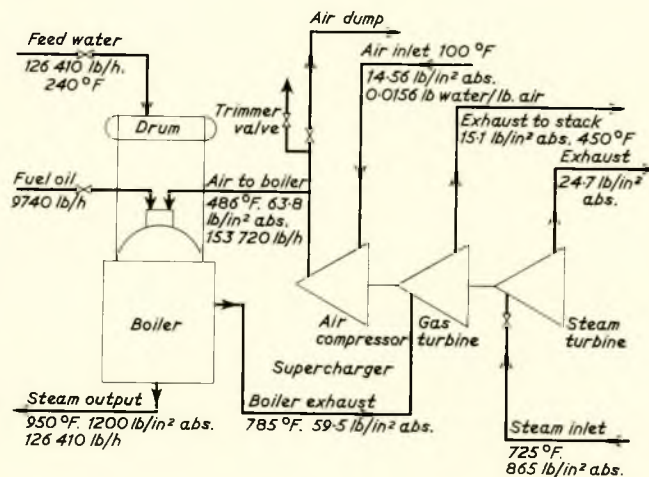 Feed water
126 410 lb/h.
240°F
Drum
Fuel oil
9740 lb/h
Air to boiler
486°F. 63·8
lb/in² abs.
153 720 lb/h
Boiler
Steam output
950°F. 1200 lb/in² abs.
126 410 lb/h
Air dump
Trimmer
valve
Air inlet 100°F
14·56 lb/in² abs.
0·0156 lb water/lb. air
Exhaust to stack
15·1 lb/in² abs. 450°F
Exhaust
24·7 lb/in²
abs.
Air
compressor
Gas
turbine
Steam
turbine
Supercharger
Boiler exhaust
785°F. 59·5 lb/in² abs.
Steam inlet
725°F.
865 lb/in² abs.